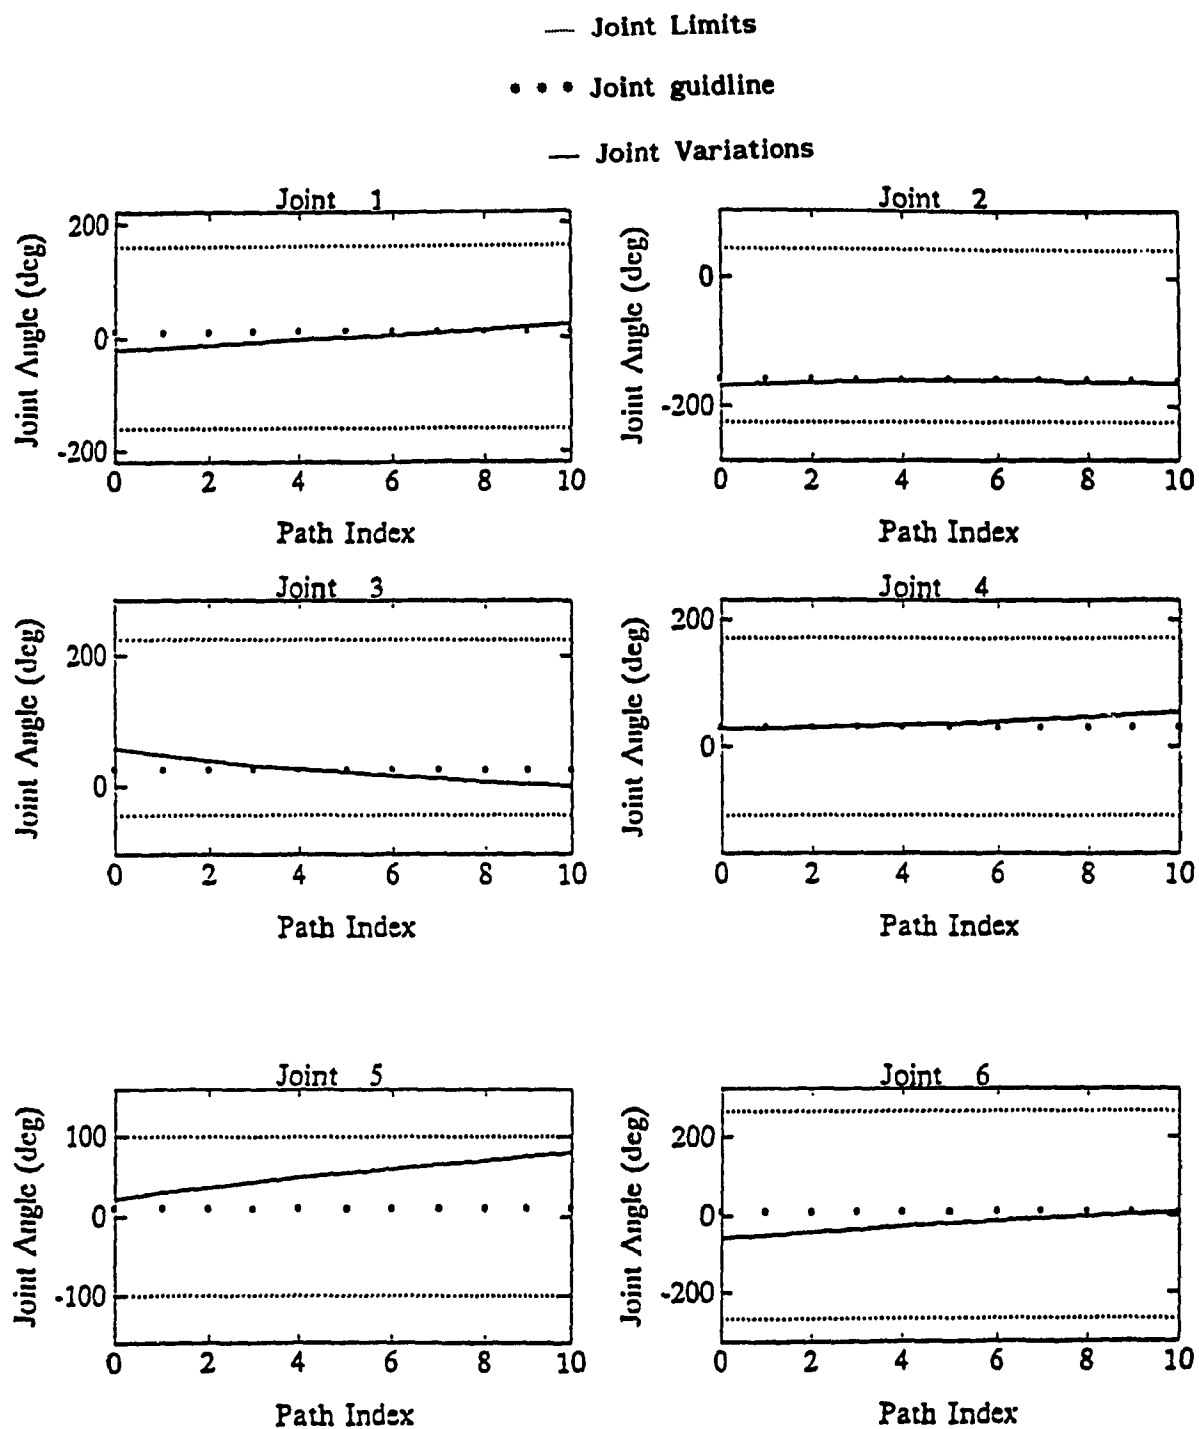 Joint Limits
Joint guidline
Joint Variations
Joint 1
Joint Angle (deg)
200
0
-200
0 2 4 6 8 10
Path Index
Joint 2
Joint Angle (deg)
0
-200
0 2 4 6 8 10
Path Index
Joint 3
Joint Angle (deg)
200
0
0 2 4 6 8 10
Path Index
Joint 4
Joint Angle (deg)
200
0
0 2 4 6 8 10
Path Index
Joint 5
Joint Angle (deg)
100
0
-100
0 2 4 6 8 10
Path Index
Joint 6
Joint Angle (deg)
200
0
-200
0 2 4 6 8 10
Path Index